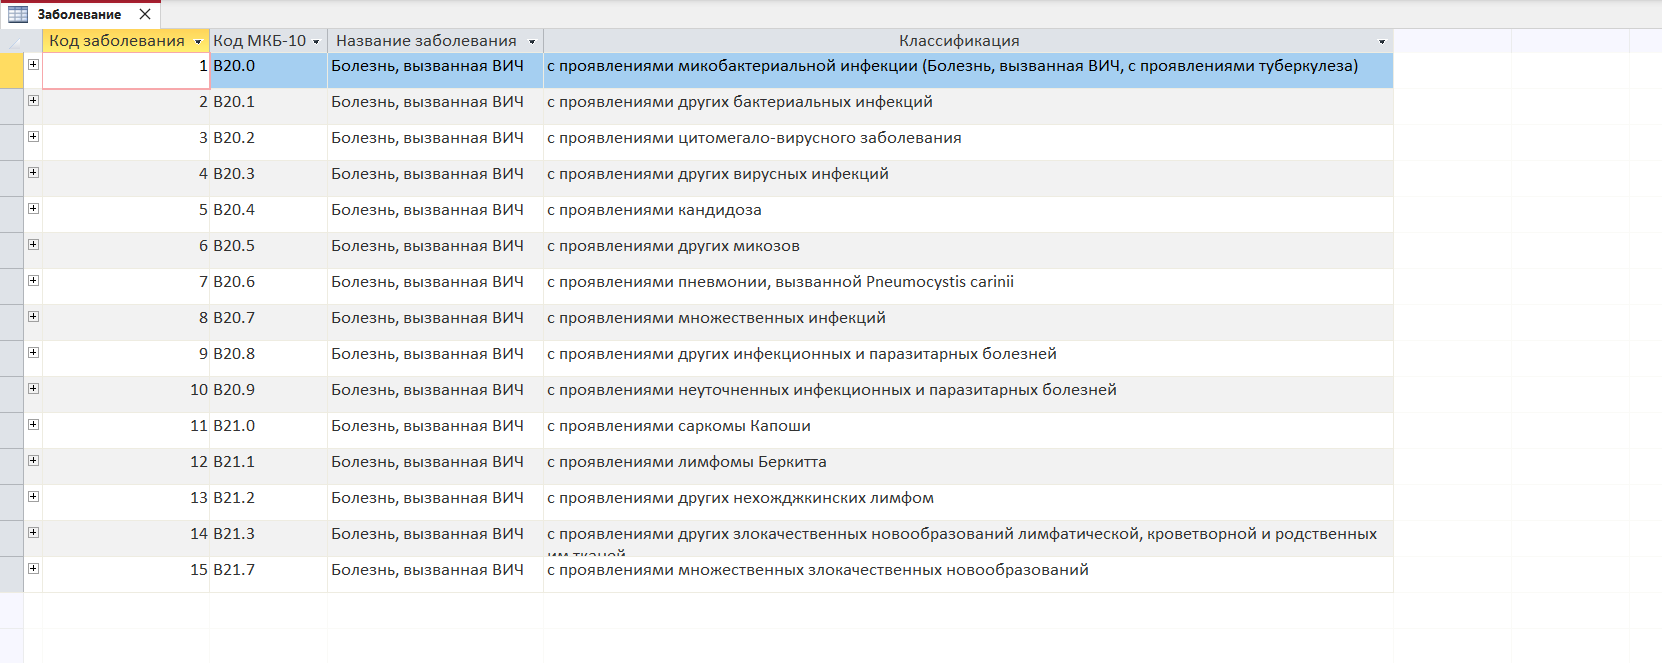 Заболевание
Код заболевания Код МКБ-10 Название заболевания Классификация
1 B20.0 Болезнь, вызванная ВИЧ с проявлениями микобактериальной инфекции (Болезнь, вызванная ВИЧ, с проявлениями туберкулеза)
2 B20.1 Болезнь, вызванная ВИЧ с проявлениями других бактериальных инфекций
3 B20.2 Болезнь, вызванная ВИЧ с проявлениями цитомегало-вирусного заболевания
4 B20.3 Болезнь, вызванная ВИЧ с проявлениями других вирусных инфекций
5 B20.4 Болезнь, вызванная ВИЧ с проявлениями кандидоза
6 B20.5 Болезнь, вызванная ВИЧ с проявлениями других микозов
7 B20.6 Болезнь, вызванная ВИЧ с проявлениями пневмонии, вызванной Pneumocystis carinii
8 B20.7 Болезнь, вызванная ВИЧ с проявлениями множественных инфекций
9 B20.8 Болезнь, вызванная ВИЧ с проявлениями других инфекционных и паразитарных болезней
10 B20.9 Болезнь, вызванная ВИЧ с проявлениями неуточненных инфекционных и паразитарных болезней
11 B21.0 Болезнь, вызванная ВИЧ с проявлениями саркомы Капоши
12 B21.1 Болезнь, вызванная ВИЧ с проявлениями лимфомы Беркитта
13 B21.2 Болезнь, вызванная ВИЧ с проявлениями других нехожджкинских лимфом
14 B21.3 Болезнь, вызванная ВИЧ с проявлениями других злокачественных новообразований лимфатической, кроветворной и родственных
им тканей
15 B21.7 Болезнь, вызванная ВИЧ с проявлениями множественных злокачественных новообразований